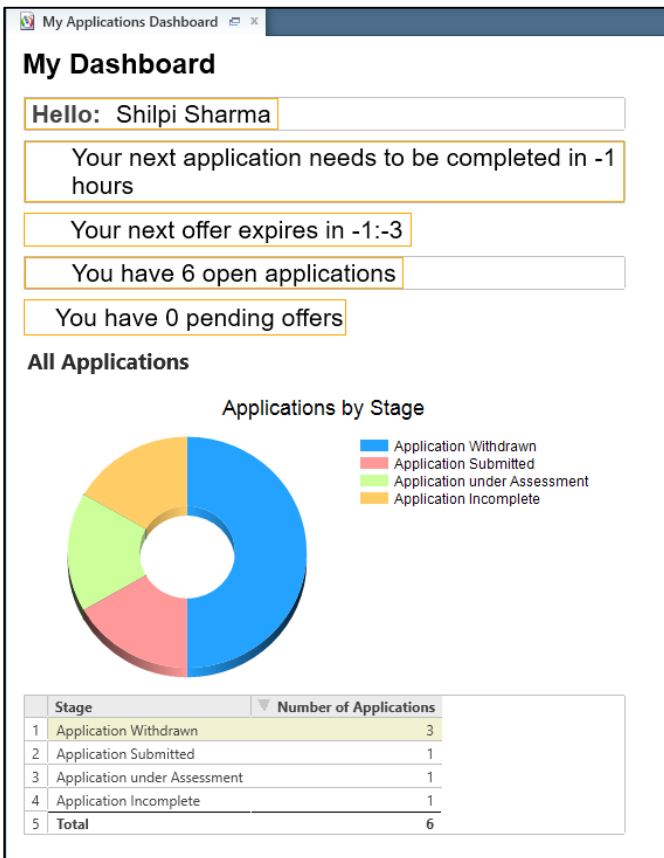 My Applications Dashboard
My Dashboard
Hello: Shilpi Sharma
Your next application needs to be completed in -1
hours
Your next offer expires in -1:-3
You have 6 open applications
You have 0 pending offers
All Applications
Applications by Stage
Application Withdrawn
Application Submitted
Application under Assessment
Application Incomplete
Stage Number of Applications
1 Application Withdrawn 3
2 Application Submitted 1
3 Application under Assessment 1
4 Application Incomplete 1
5 Total 6